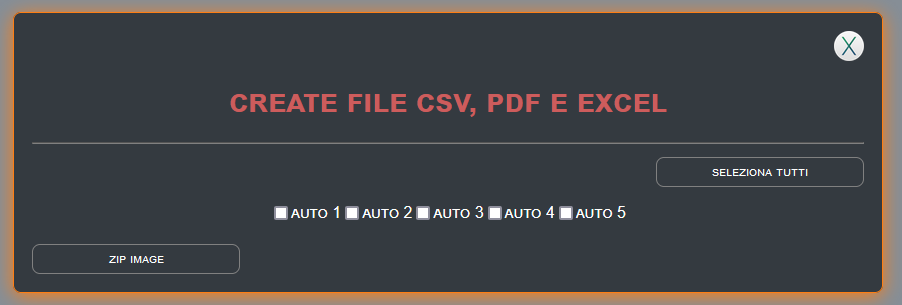 X
CREATE FILE CSV, PDF E EXCEL
SELEZIONA TUTTI
AUTO 1 AUTO 2 AUTO 3 AUTO 4 AUTO 5
ZIP IMAGE